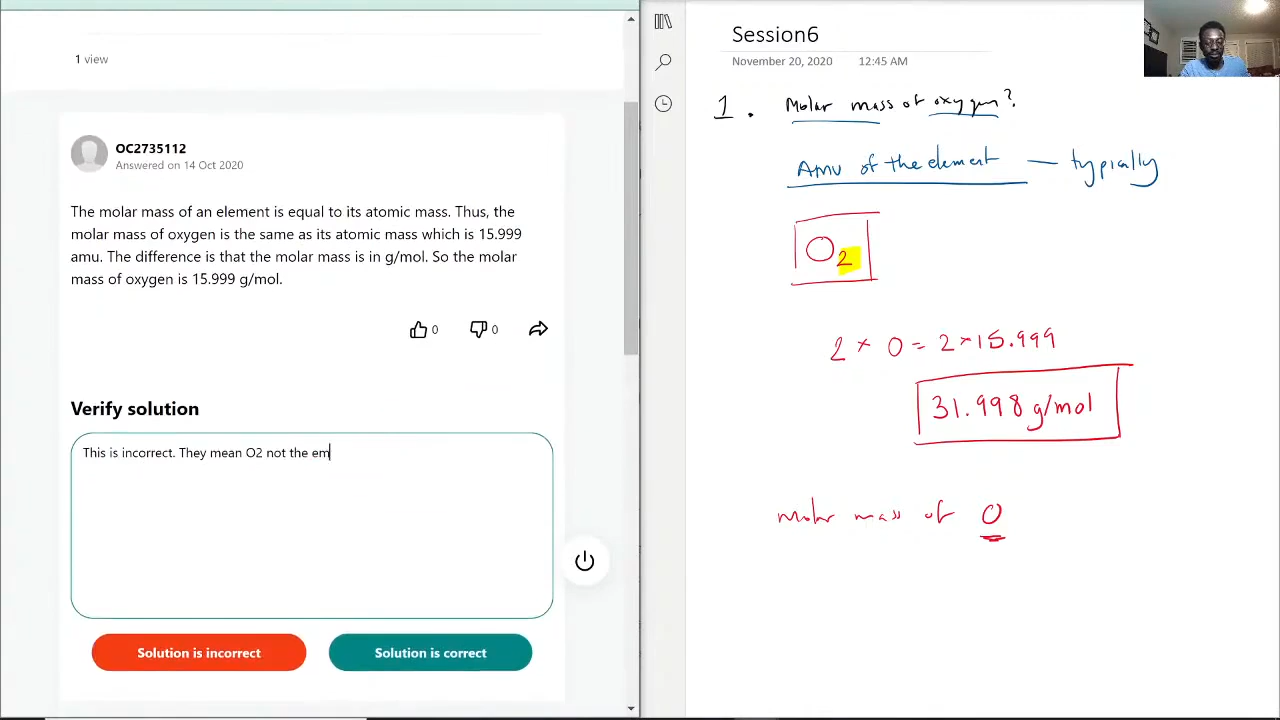 1 view
OC2735112
Answered on 14 Oct 2020
The molar mass of an element is equal to its atomic mass. Thus, the
molar mass of oxygen is the same as its atomic mass which is 15.999
amu. The difference is that the molar mass is in g/mol. So the molar
mass of oxygen is 15.999 g/mol.
0
0
Verify solution
This is incorrect. They mean O2 not the em
Solution is incorrect
Solution is correct
Session6
November 20, 2020 12:45 AM
1. Molar mass of oxygen?
Amu of the element — typically
O2
2 × O = 2 × 15.999
31.998 g/mol
molar mass of O